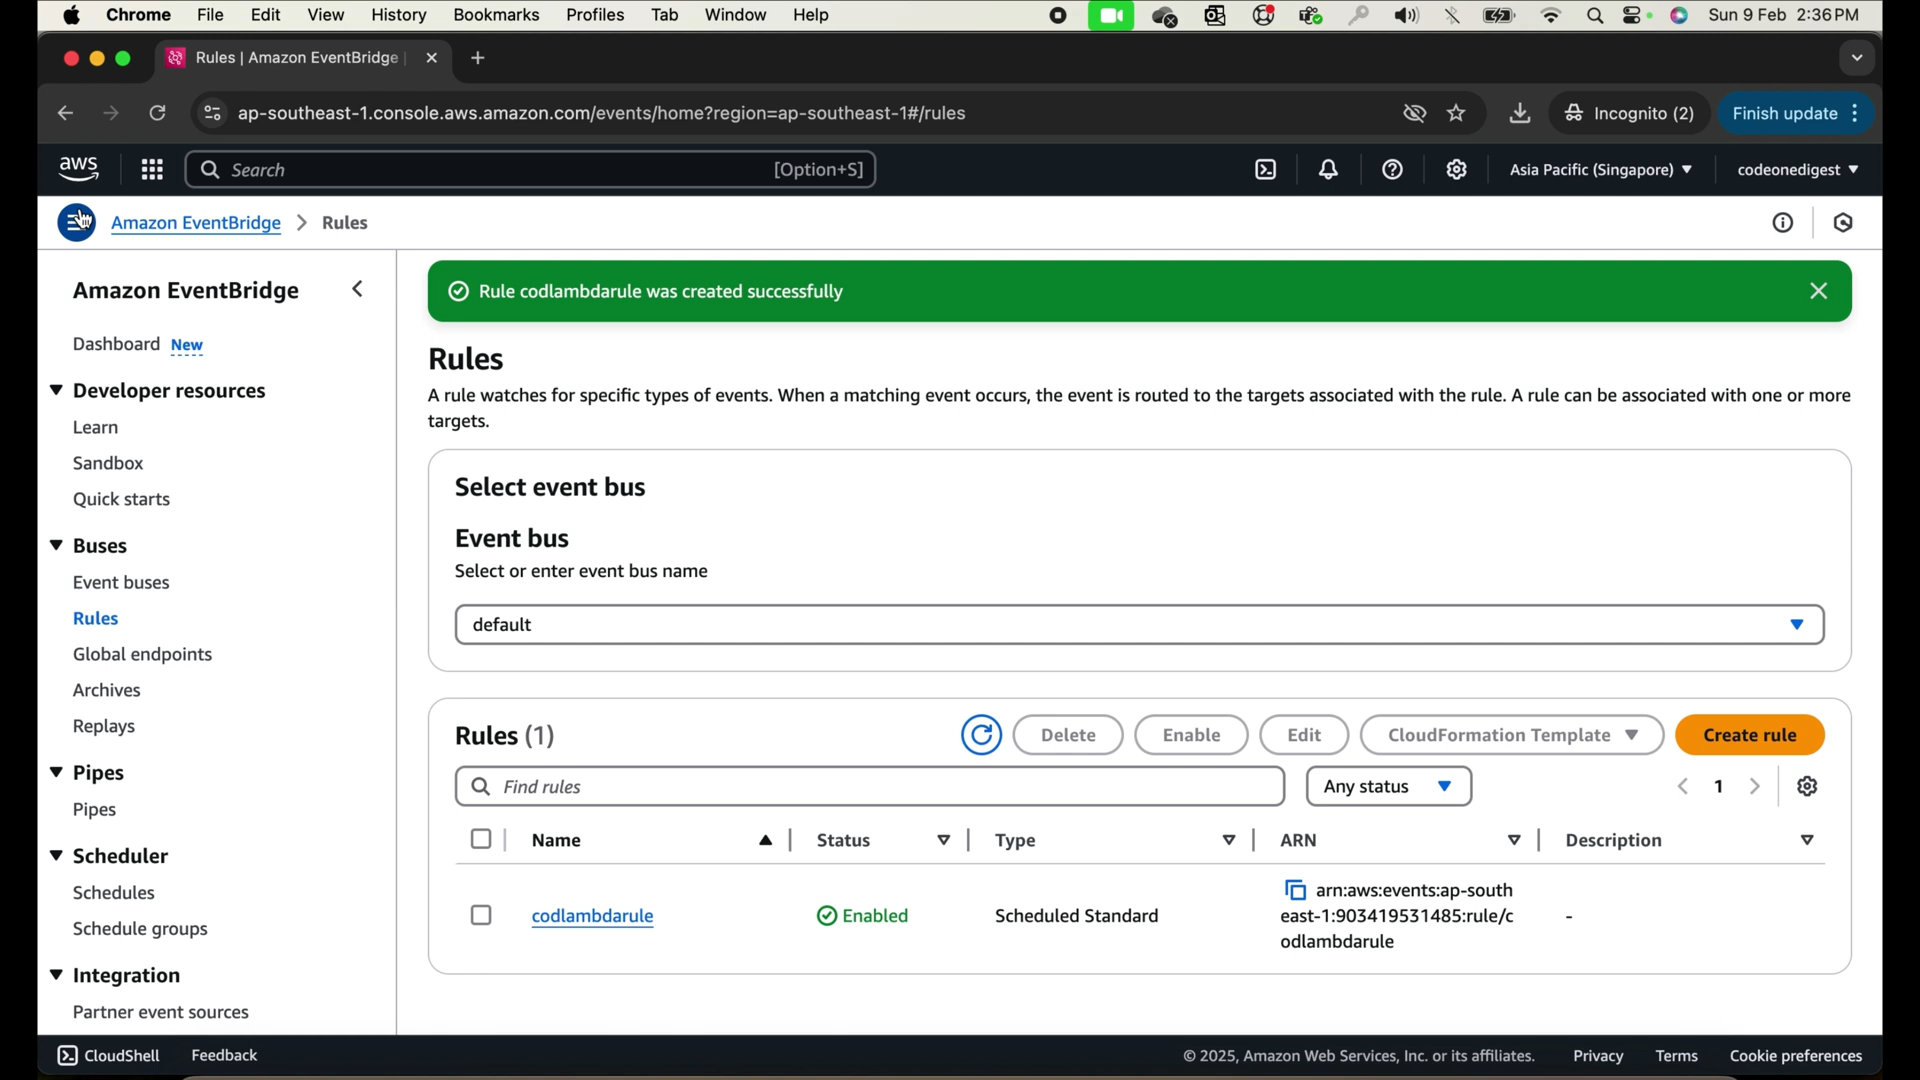 Chrome File Edit View History Bookmarks Profiles Tab Window Help Sun 9 Feb 2:36 PM
Rules | Amazon EventBridge
ap-southeast-1.console.aws.amazon.com/events/home?region=ap-southeast-1#/rules Incognito (2) Finish update
aws Search [Option+S] Asia Pacific (Singapore) codeonedigest
Amazon EventBridge Rules
Amazon EventBridge
Dashboard New
Developer resources
Learn
Sandbox
Quick starts
Buses
Event buses
Rules
Global endpoints
Archives
Replays
Pipes
Pipes
Scheduler
Schedules
Schedule groups
Integration
Partner event sources
Rule codlambdarule was created successfully
Rules
A rule watches for specific types of events. When a matching event occurs, the event is routed to the targets associated with the rule. A rule can be associated with one or more
targets.
Select event bus
Event bus
Select or enter event bus name
default
Rules (1) Delete Enable Edit CloudFormation Template Create rule
Find rules Any status 1
Name Status Type ARN Description
codlambdarule Enabled Scheduled Standard arn:aws:events:ap-south
east-1:903419531485:rule/c
odlambdarule -
CloudShell Feedback © 2025, Amazon Web Services, Inc. or its affiliates. Privacy Terms Cookie preferences